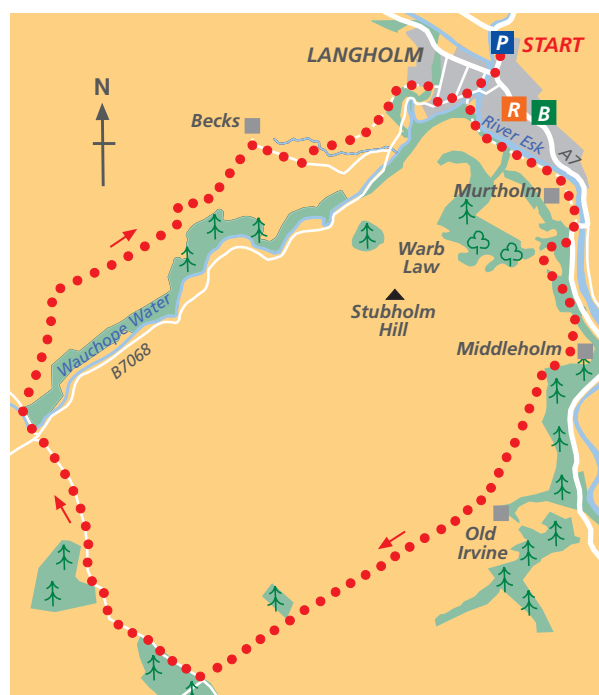 P START
LANGHOLM
N
R B
Becks
River Esk
A7
Murtholm
Warb
Law
Stubholm
Hill
Wauchope Water
B7068
Middleholm
Old
Irvine